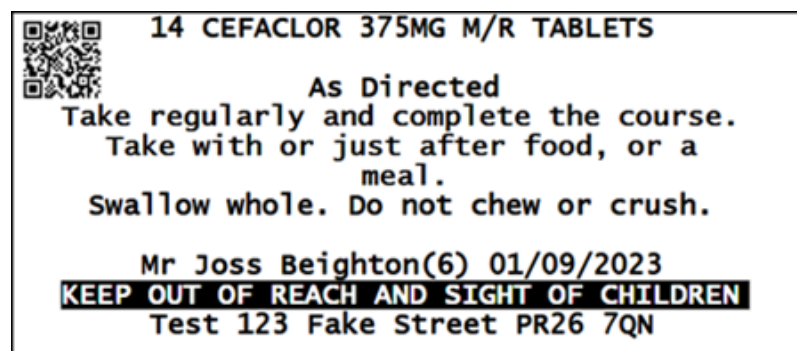 14 CEFACLOR 375MG M/R TABLETS
As Directed
Take regularly and complete the course.
Take with or just after food, or a
meal.
Swallow whole. Do not chew or crush.
Mr Joss Beighton(6) 01/09/2023
KEEP OUT OF REACH AND SIGHT OF CHILDREN
Test 123 Fake Street PR26 7QN